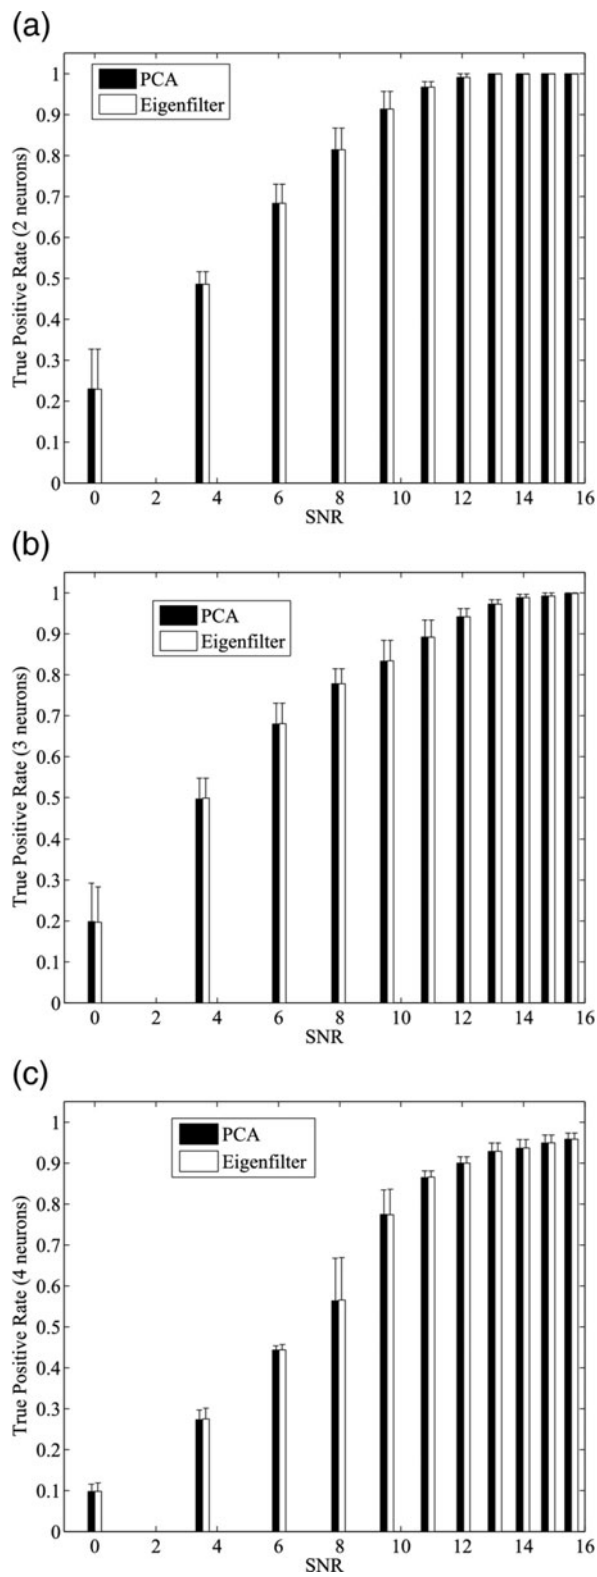 (a)
True Positive Rate (2 neurons)
1
0.9
0.8
0.7
0.6
0.5
0.4
0.3
0.2
0.1
0
PCA
Eigenfilter
0 2 4 6 8 10 12 14 16
SNR
(b)
True Positive Rate (3 neurons)
1
0.9
0.8
0.7
0.6
0.5
0.4
0.3
0.2
0.1
0
PCA
Eigenfilter
0 2 4 6 8 10 12 14 16
SNR
(c)
True Positive Rate (4 neurons)
1
0.9
0.8
0.7
0.6
0.5
0.4
0.3
0.2
0.1
0
PCA
Eigenfilter
0 2 4 6 8 10 12 14 16
SNR